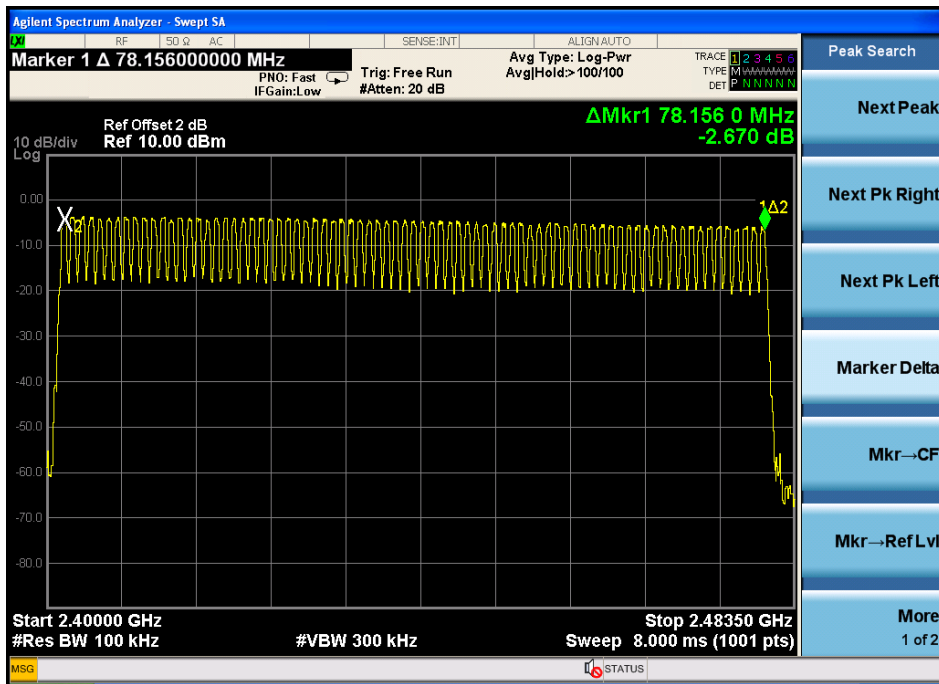 Agilent Spectrum Analyzer - Swept SA
LXI RF 50 Ω AC SENSE:INT ALIGN AUTO
Marker 1 Δ 78.156000000 MHz
PNO: Fast
IFGain:Low
Trig: Free Run
#Atten: 20 dB
Avg Type: Log-Pwr
Avg|Hold:>100/100
TRACE 1 2 3 4 5 6
TYPE M
DET P N N N N N
Peak Search
Next Peak
Next Pk Right
Next Pk Left
Marker Delta
Mkr→CF
Mkr→Ref Lvl
More
1 of 2
ΔMkr1 78.156 0 MHz
-2.670 dB
Ref Offset 2 dB
10 dB/div Ref 10.00 dBm
Log
0.00
-10.0
-20.0
-30.0
-40.0
-50.0
-60.0
-70.0
-80.0
X2
1Δ2
Start 2.40000 GHz Stop 2.48350 GHz
#Res BW 100 kHz #VBW 300 kHz Sweep 8.000 ms (1001 pts)
MSG STATUS